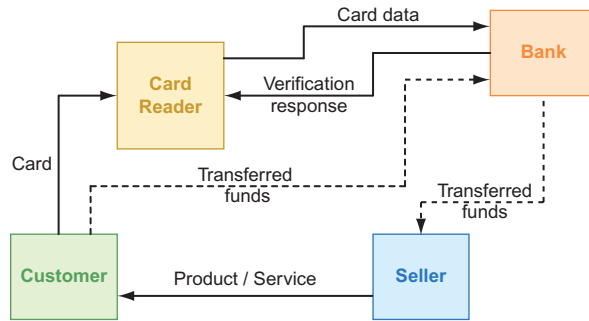 Card data
Bank
Card
Reader
Verification
response
Card
Transferred
funds
Transferred
funds
Customer
Product / Service
Seller